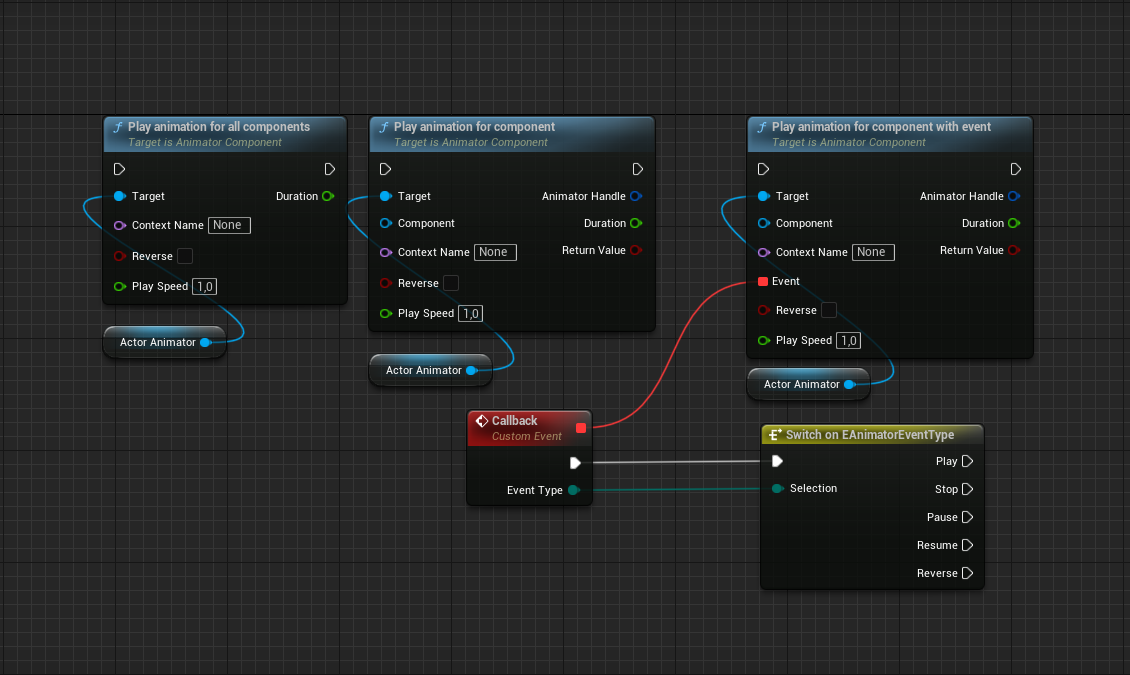 Play animation for all components
Target is Animator Component
Target
Duration
Context Name None
Reverse
Play Speed 1,0
Actor Animator
Play animation for component
Target is Animator Component
Target
Animator Handle
Component
Duration
Context Name None
Return Value
Reverse
Play Speed 1,0
Actor Animator
Play animation for component with event
Target is Animator Component
Target
Animator Handle
Component
Duration
Context Name None
Return Value
Event
Reverse
Play Speed 1,0
Actor Animator
Callback
Custom Event
Event Type
Switch on EAnimatorEventType
Play
Selection
Stop
Pause
Resume
Reverse